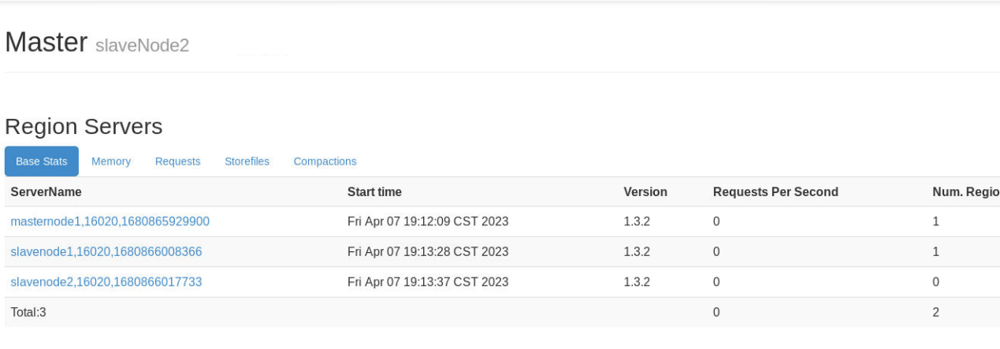 Master slaveNode2
Region Servers
Base Stats Memory Requests Storefiles Compactions
ServerName Start time Version Requests Per Second Num. Regio
masternode1,16020,1680865929900 Fri Apr 07 19:12:09 CST 2023 1.3.2 0 1
slavenode1,16020,1680866008366 Fri Apr 07 19:13:28 CST 2023 1.3.2 0 1
slavenode2,16020,1680866017733 Fri Apr 07 19:13:37 CST 2023 1.3.2 0 0
Total:3 0 2